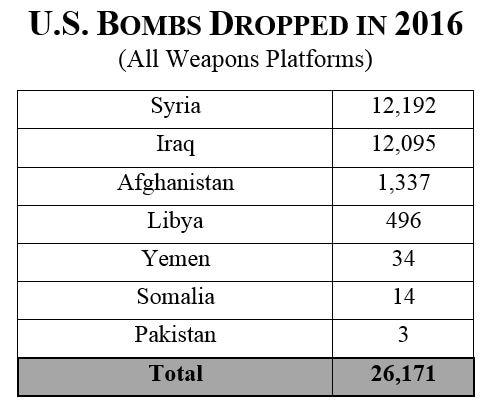 U.S. BOMBS DROPPED IN 2016
(All Weapons Platforms)
Syria 12,192
Iraq 12,095
Afghanistan 1,337
Libya 496
Yemen 34
Somalia 14
Pakistan 3
Total 26,171